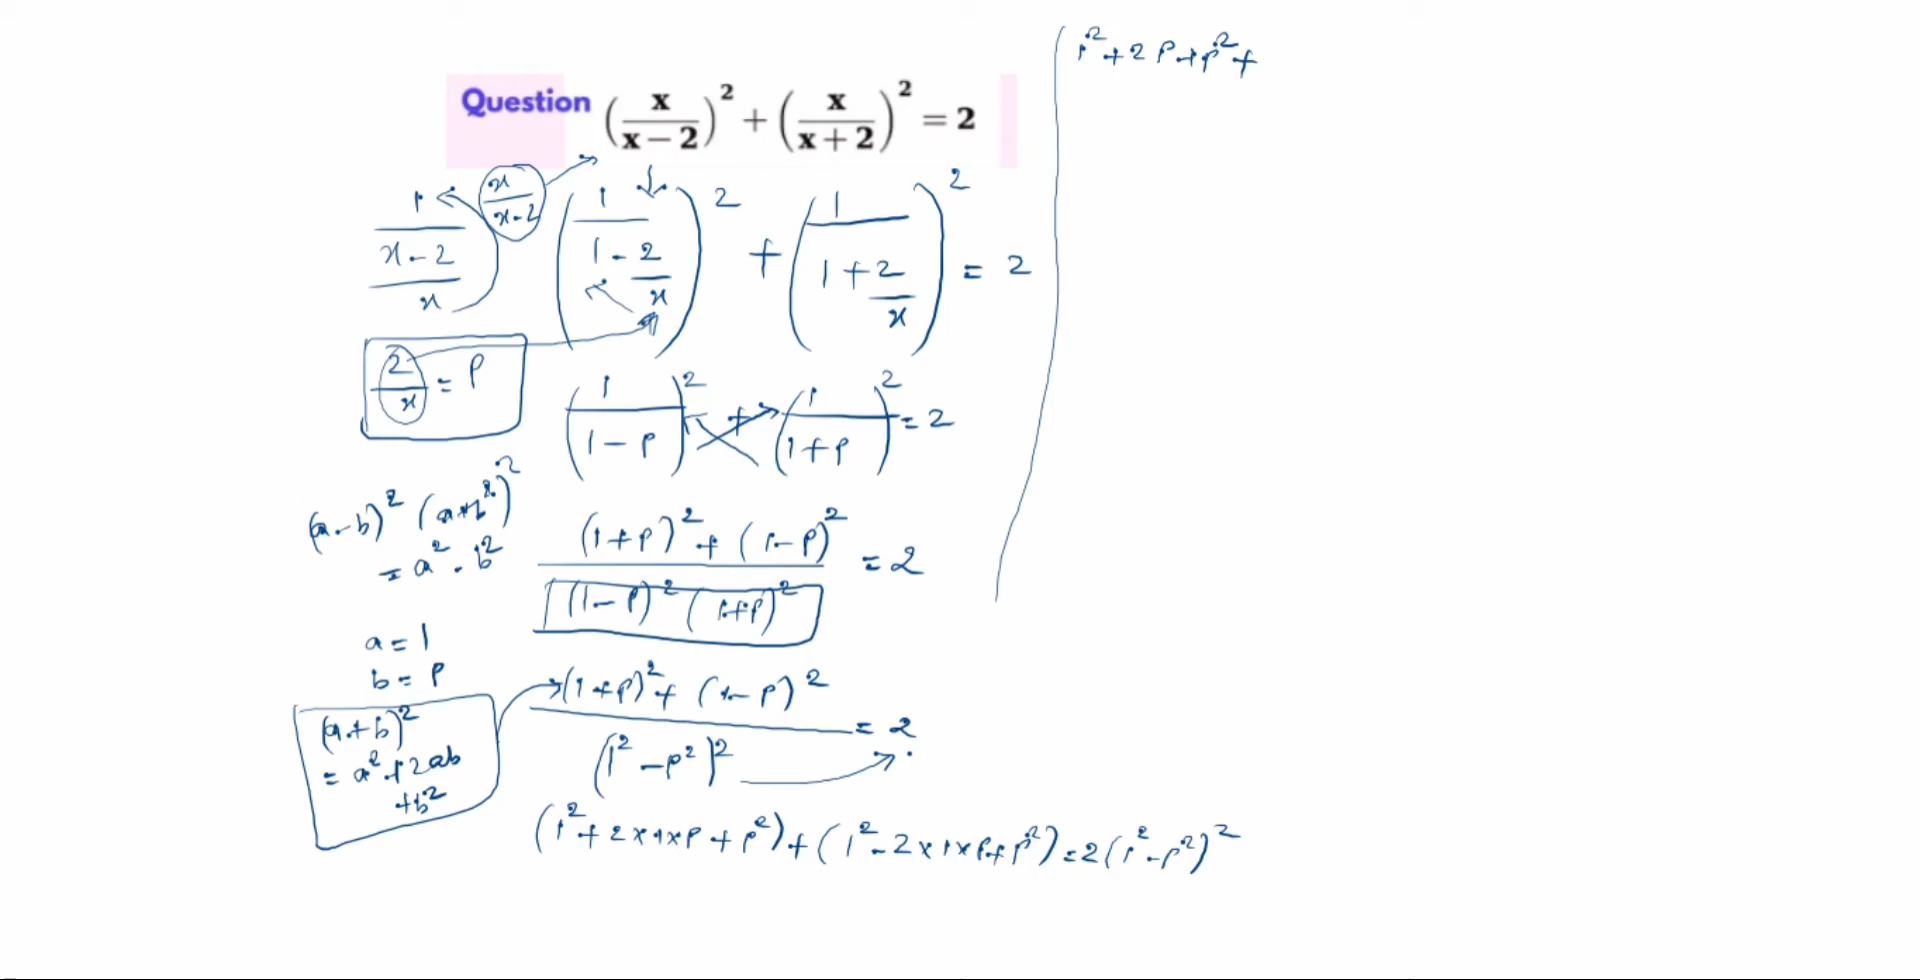 Question (x/(x − 2))² + (x/(x + 2))² = 2
x/(x-2)
1/((x-2)/x)
(1/(1-2/x))² + (1/(1+2/x))² = 2
2/x = P
(1/(1-P))² + (1/(1+P))² = 2
(a-b)² (a+b²)²
= a² - b²
((1+P)² + (1-P)²)/((1-P)² (1+P)²) = 2
a = 1
b = P
((1+P)² + (1-P)²)/(1² - P²)² = 2
(a+b)²
= a² + 2ab
+b²
(1² + 2×1×P + P²) + (1² - 2×1×P + P²) = 2(1² - P²)²
1² + 2P + P² +